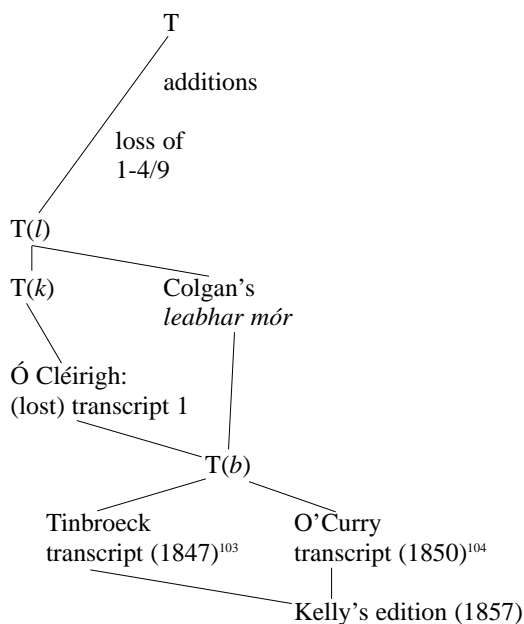 T
additions
loss of
1-4/9
T(l)
T(k)
Colgan’s
leabhar mór
Ó Cléirigh:
(lost) transcript 1
T(b)
Tinbroeck
transcript (1847)¹⁰³
O’Curry
transcript (1850)¹⁰⁴
Kelly’s edition (1857)